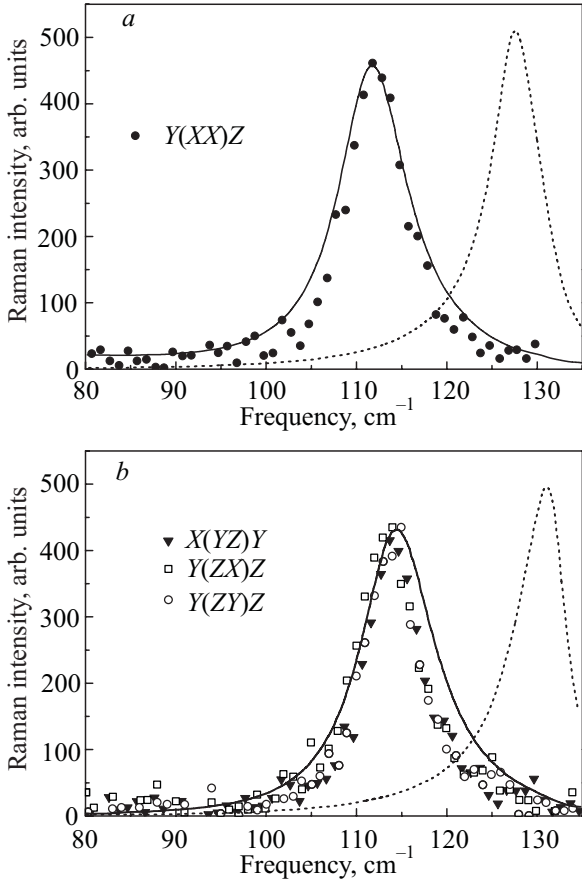 a
500
400
300
200
100
0
Raman intensity, arb. units
Y(XX)Z
80 90 100 110 120 130
Frequency, cm⁻¹
b
500
400
300
200
100
0
Raman intensity, arb. units
X(YZ)Y
Y(ZX)Z
Y(ZY)Z
80 90 100 110 120 130
Frequency, cm⁻¹